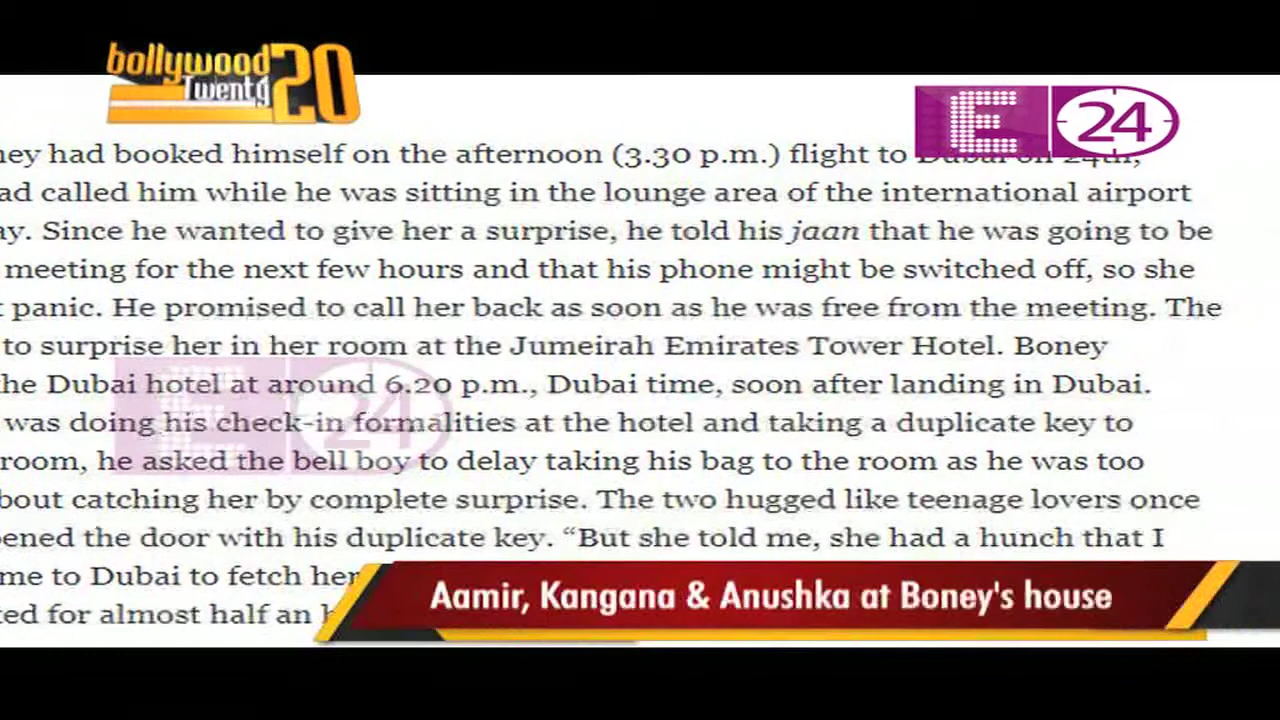 bollywood
Twenty 20
E 24
ney had booked himself on the afternoon (3.30 p.m.) flight to Dubai on 24th,
ad called him while he was sitting in the lounge area of the international airport
ay. Since he wanted to give her a surprise, he told his jaan that he was going to be
meeting for the next few hours and that his phone might be switched off, so she
t panic. He promised to call her back as soon as he was free from the meeting. The
to surprise her in her room at the Jumeirah Emirates Tower Hotel. Boney
he Dubai hotel at around 6.20 p.m., Dubai time, soon after landing in Dubai.
was doing his check-in formalities at the hotel and taking a duplicate key to
room, he asked the bell boy to delay taking his bag to the room as he was too
bout catching her by complete surprise. The two hugged like teenage lovers once
ened the door with his duplicate key. “But she told me, she had a hunch that I
me to Dubai to fetch her
ted for almost half an
E 24
Aamir, Kangana & Anushka at Boney's house